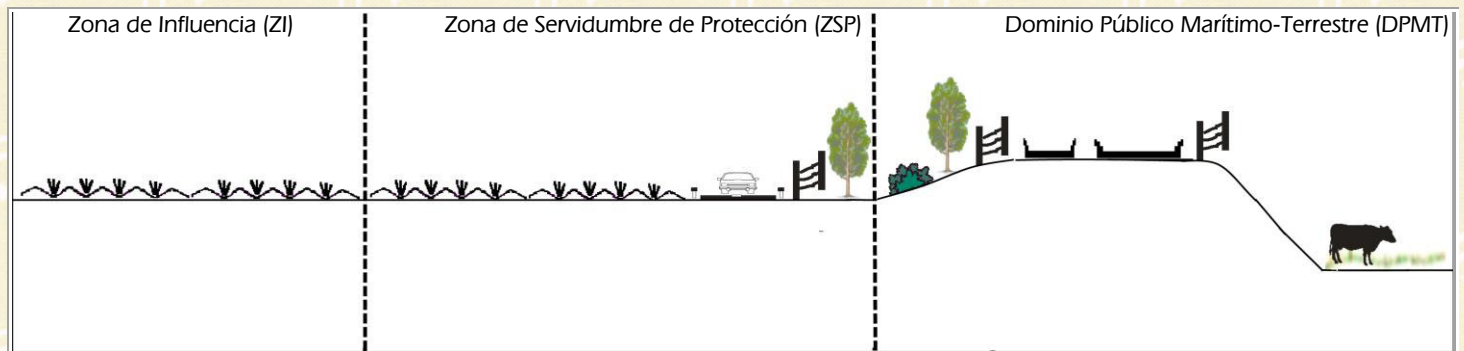 Zona de Influencia (ZI)
Zona de Servidumbre de Protección (ZSP)
Dominio Público Marítimo-Terrestre (DPMT)